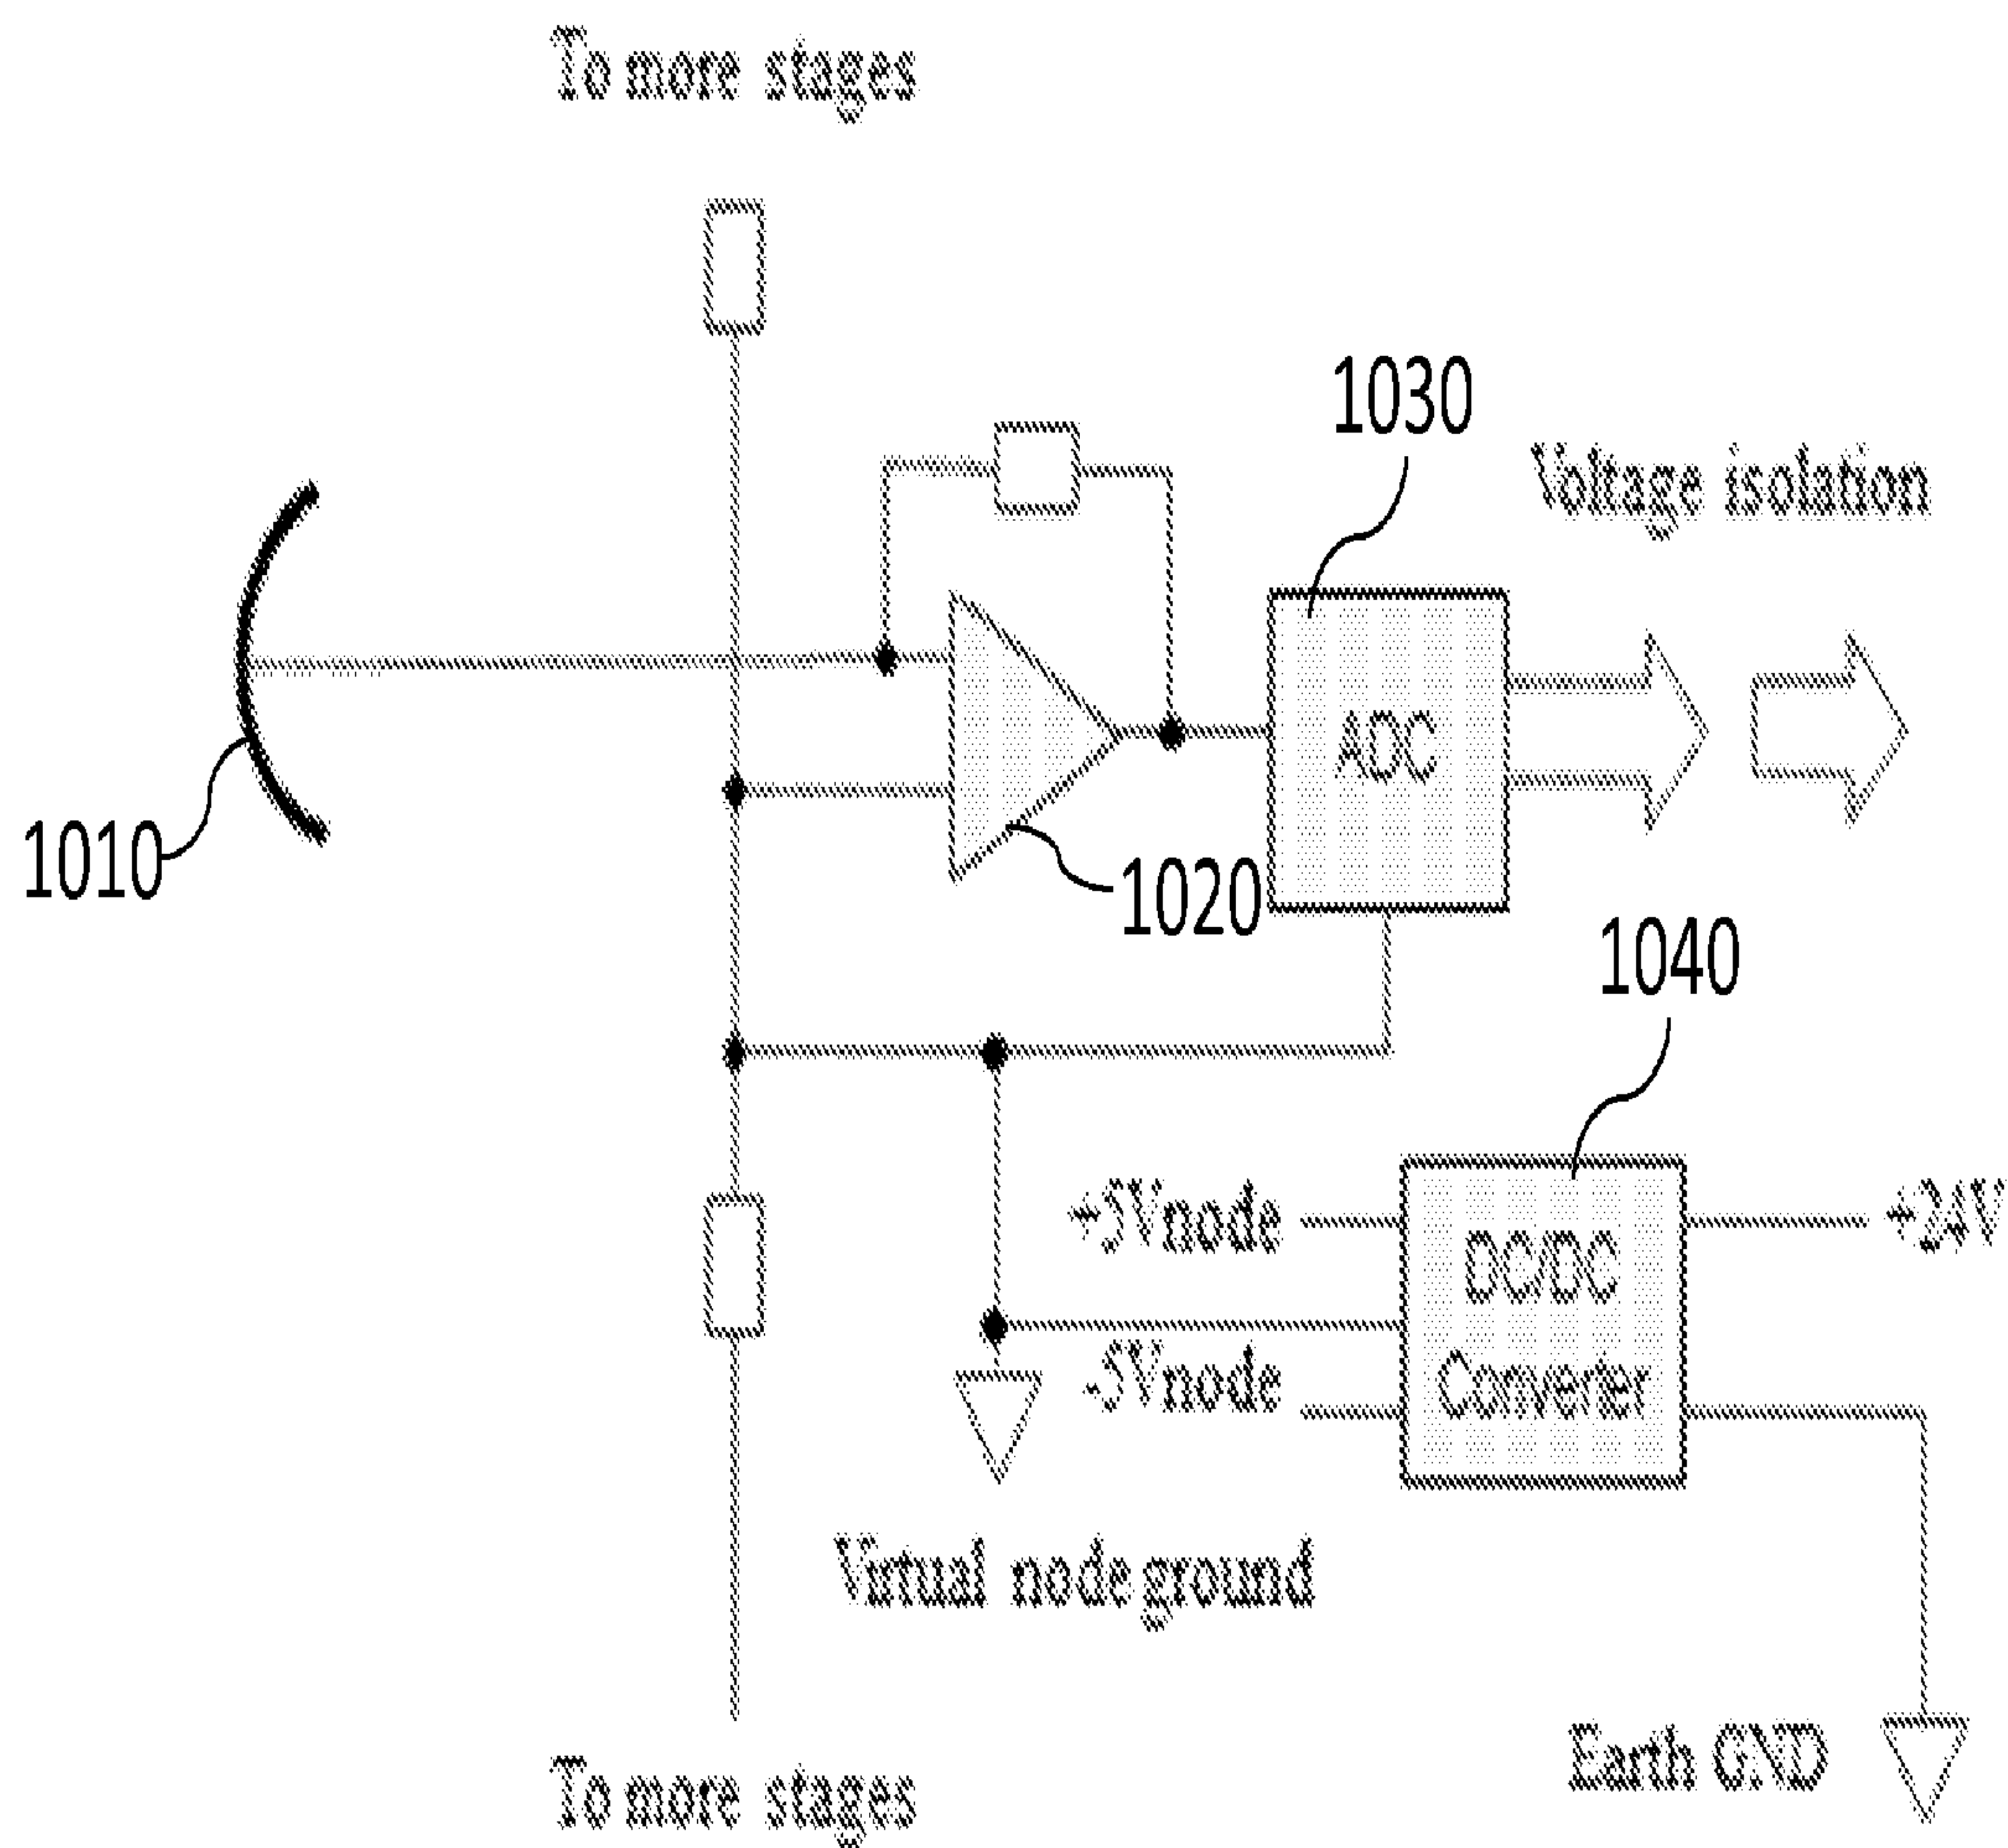 To more stages
1030
Voltage isolation
ADC
1010
1020
1040
+5Vnode
+24V
DC/DC
-5Vnode
Converter
Virtual node ground
Earth GND
To more stages